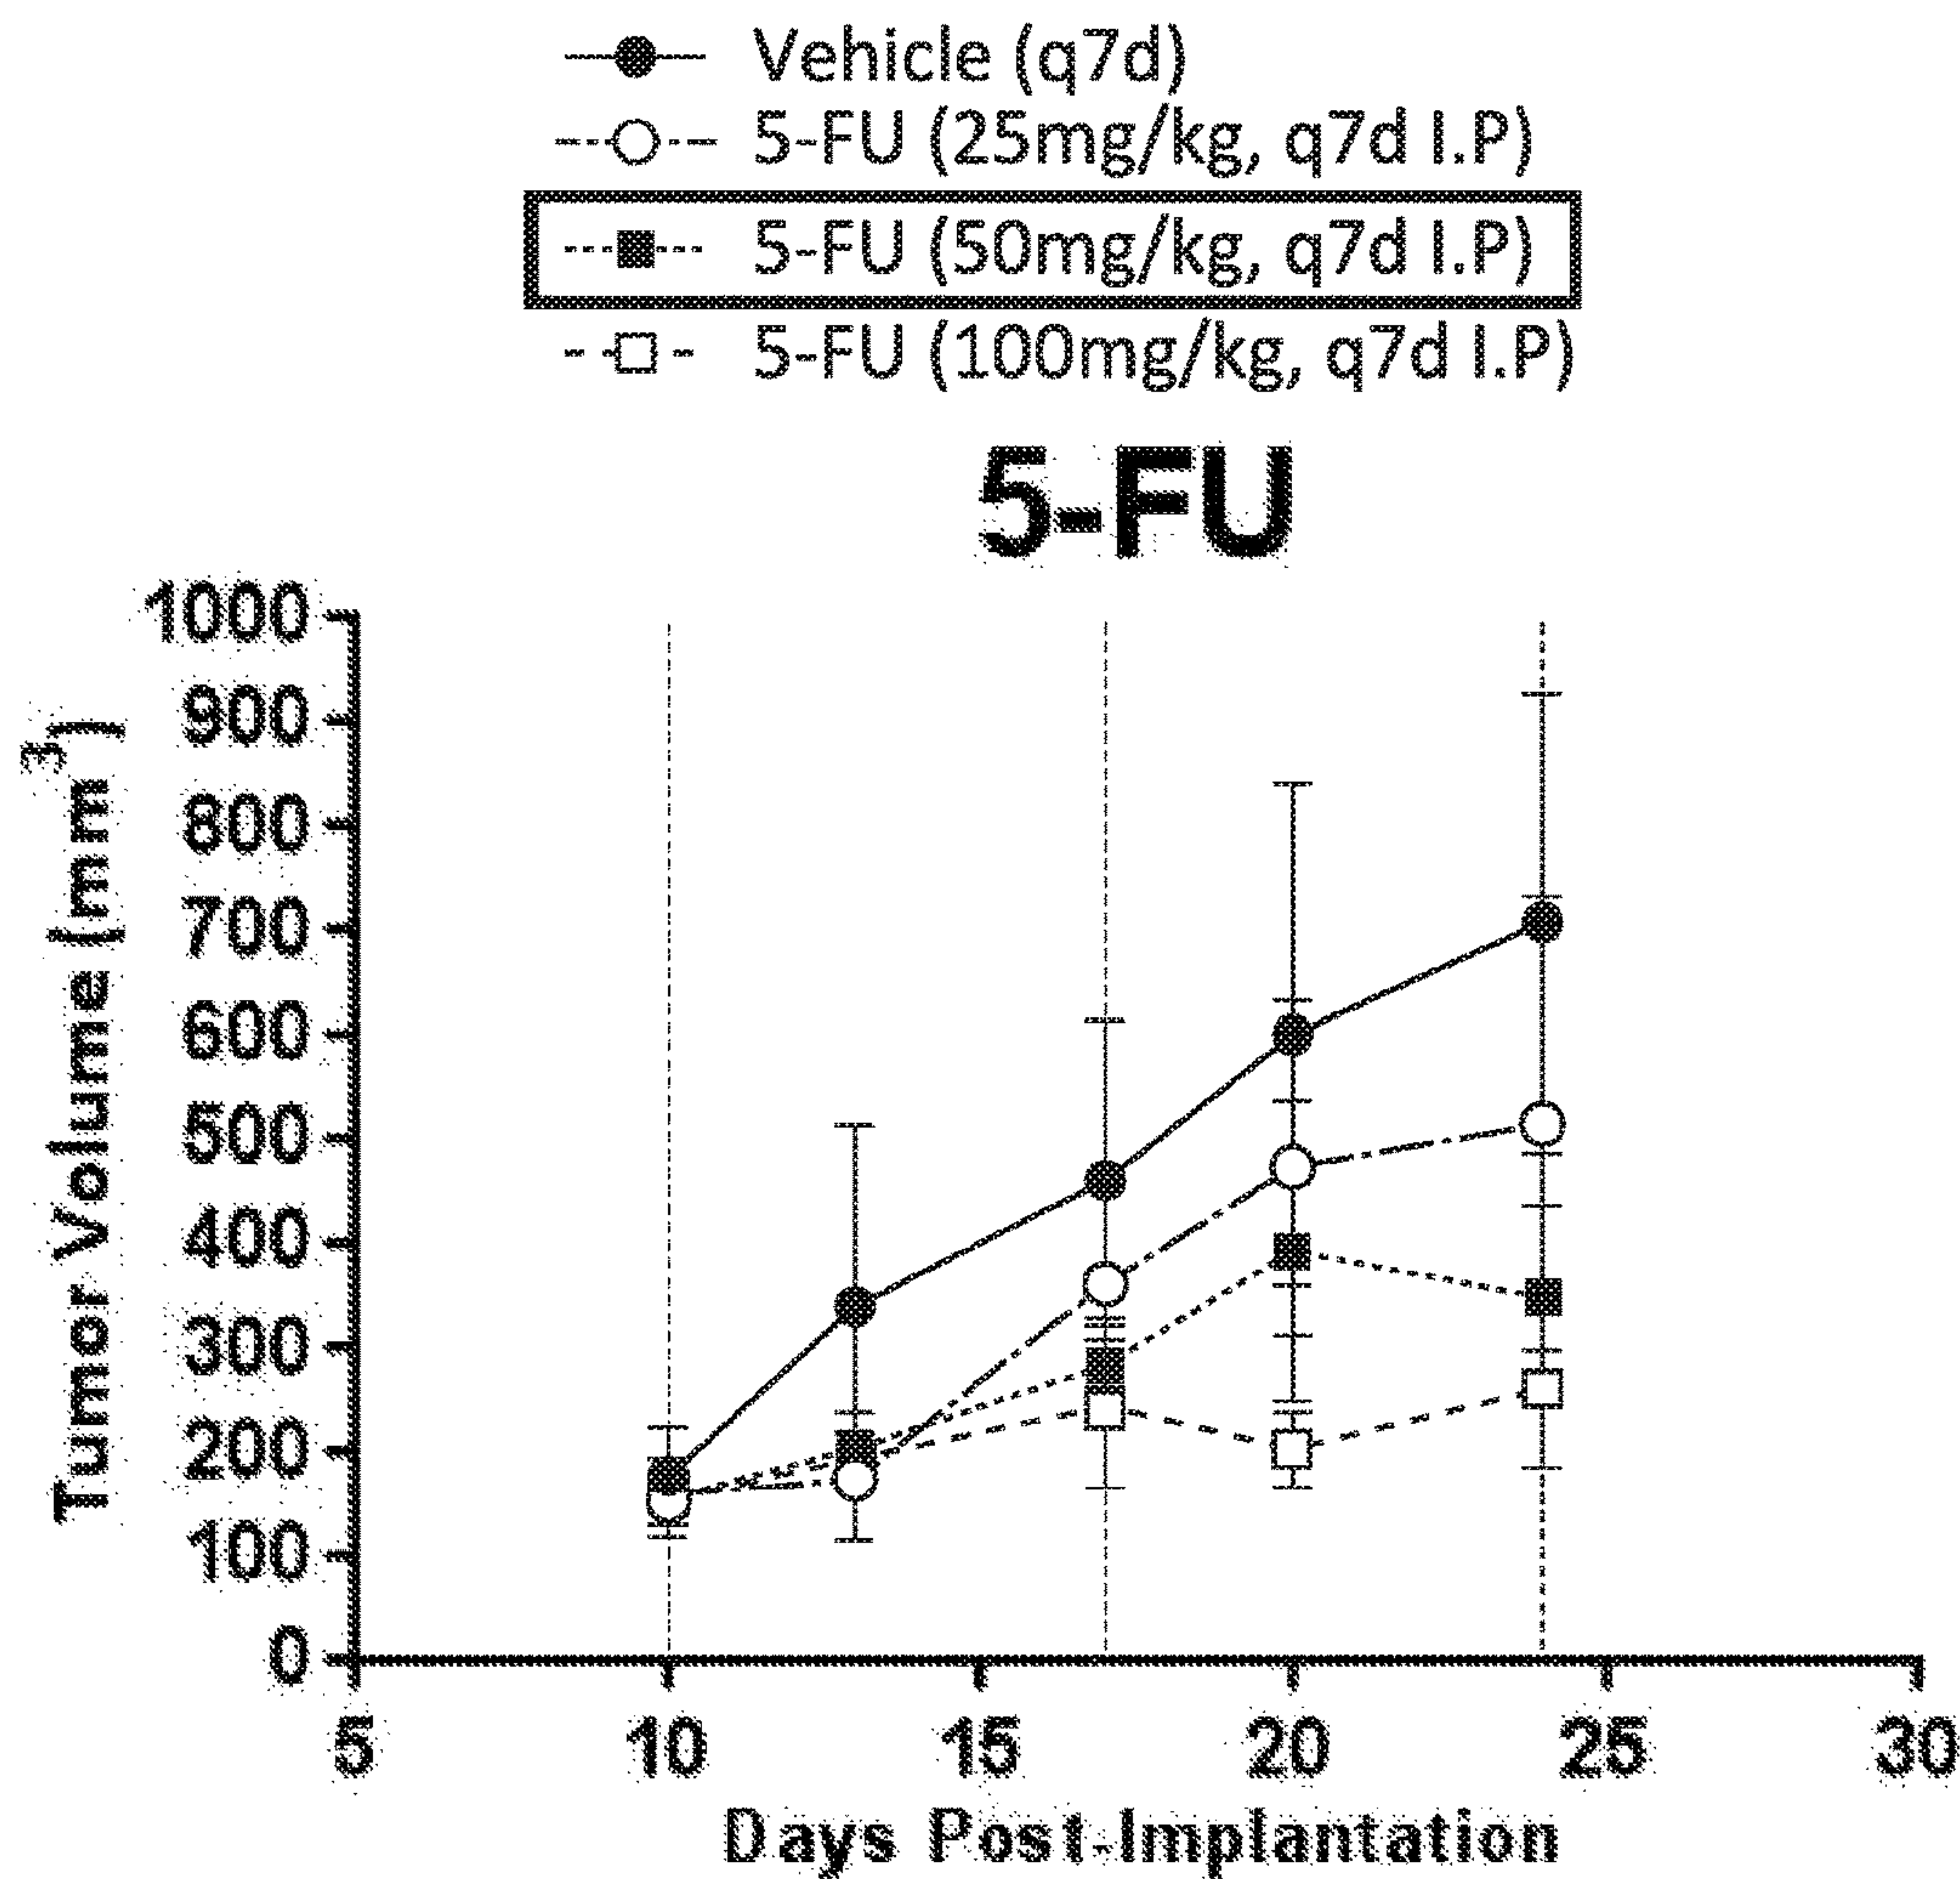 Vehicle (q7d)
5-FU (25mg/kg, q7d I.P)
5-FU (50mg/kg, q7d I.P)
5-FU (100mg/kg, q7d I.P)
5-FU
1000
900
800
700
600
500
400
300
200
100
0
Tumor Volume [mm³]
5 10 15 20 25 30
Days Post-Implantation